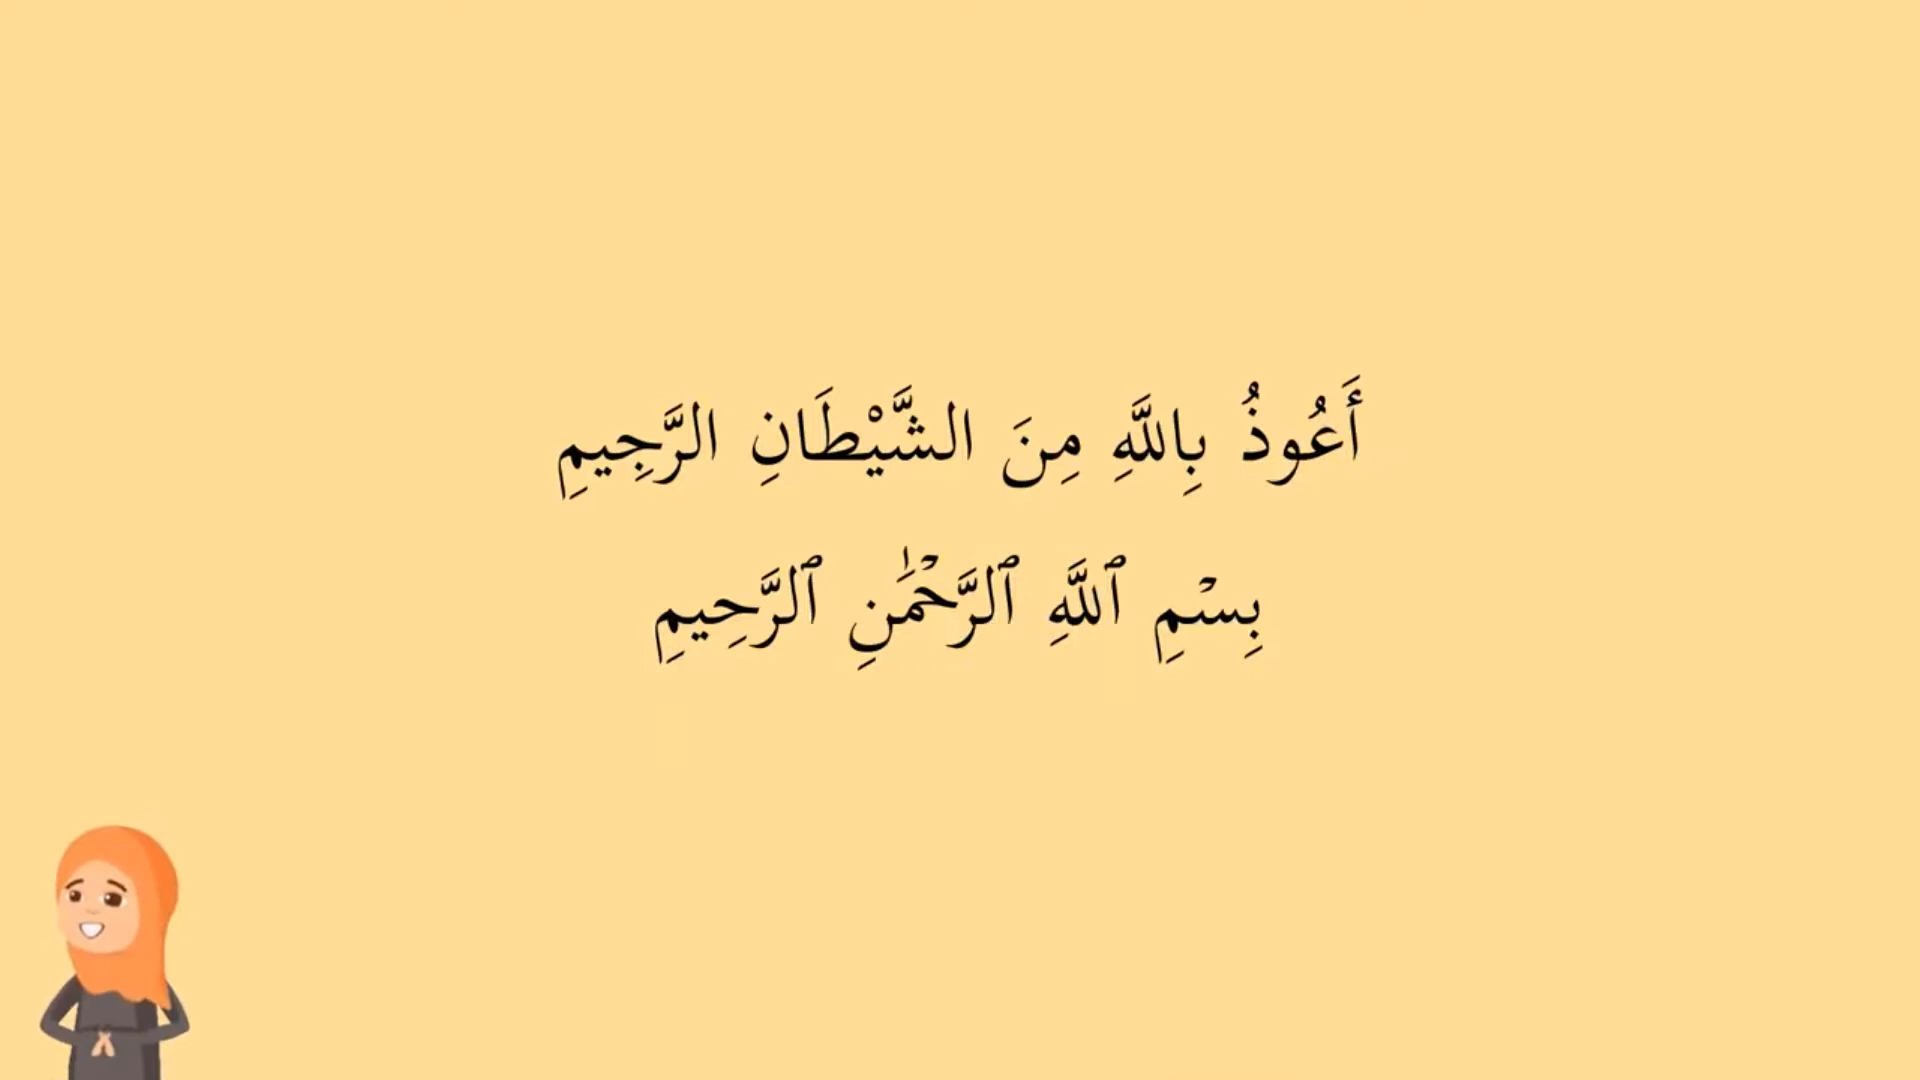 أَعُوذُ بِاللَّهِ مِنَ الشَّيْطَانِ الرَّجِيمِ
بِسْمِ ٱللَّهِ ٱلرَّحْمَٰنِ ٱلرَّحِيمِ